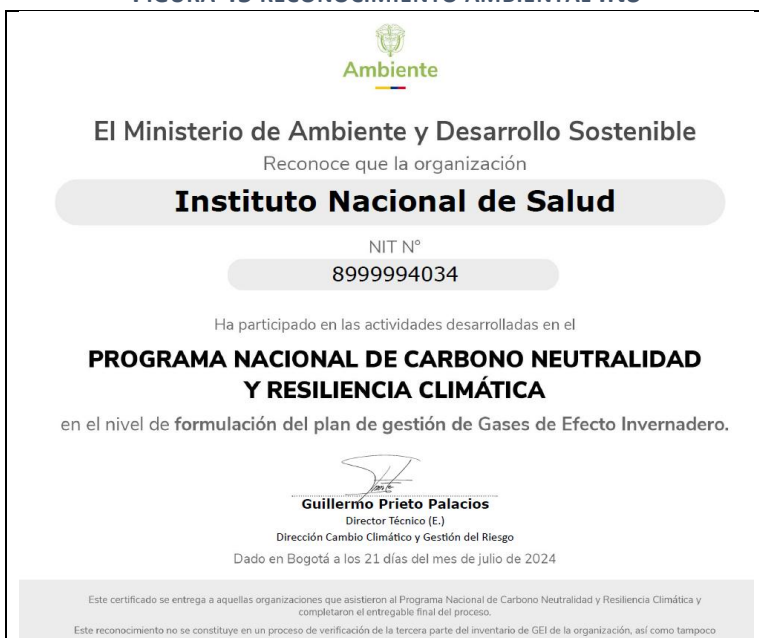 FIGURA 43 RECONOCIMIENTO AMBIENTAL INS
Ambiente
El Ministerio de Ambiente y Desarrollo Sostenible
Reconoce que la organización
Instituto Nacional de Salud
NIT N°
8999994034
Ha participado en las actividades desarrolladas en el
PROGRAMA NACIONAL DE CARBONO NEUTRALIDAD
Y RESILIENCIA CLIMÁTICA
en el nivel de formulación del plan de gestión de Gases de Efecto Invernadero.
Guillermo Prieto Palacios
Director Técnico (E.)
Dirección Cambio Climático y Gestión del Riesgo
Dado en Bogotá a los 21 días del mes de julio de 2024
Este certificado se entrega a aquellas organizaciones que asistieron al Programa Nacional de Carbono Neutralidad y Resiliencia Climática y
completaron el entregable final del proceso.
Este reconocimiento no se constituye en un proceso de verificación de la tercera parte del inventario de GEI de la organización, así como tampoco